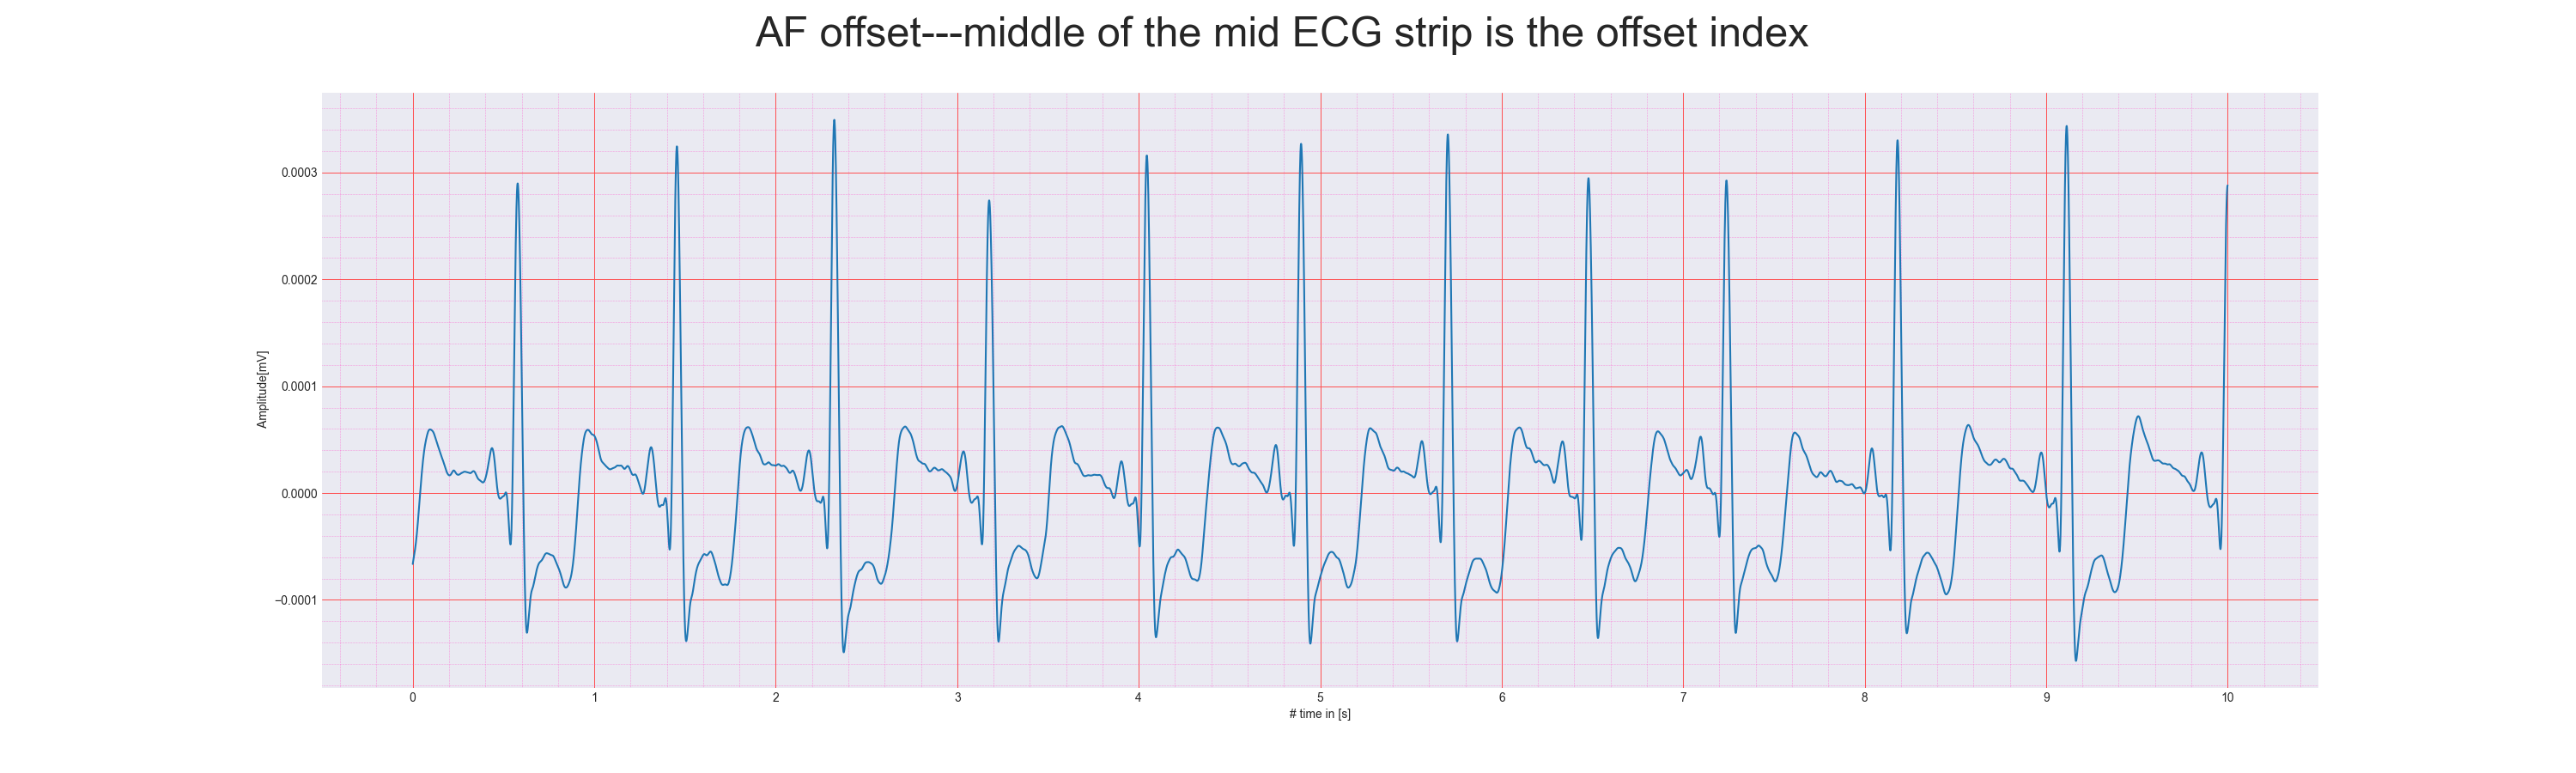 AF offset---middle of the mid ECG strip is the offset index
0.0003
0.0002
0.0001
0.0000
−0.0001
Amplitude[mV]
0 1 2 3 4 5 6 7 8 9 10
# time in [s]